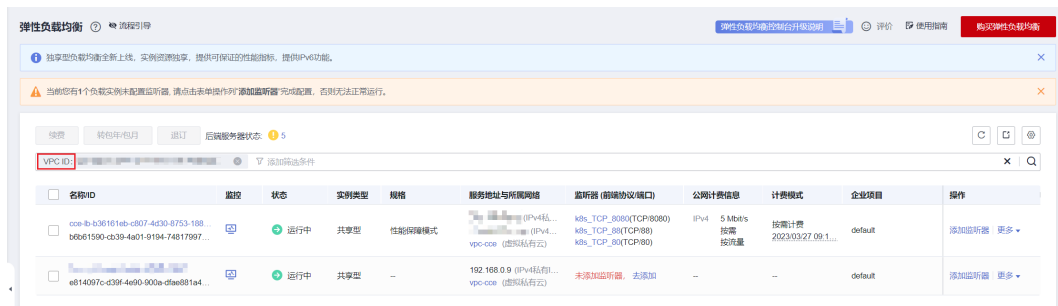 弹性负载均衡 流程引导 弹性负载均衡控制台升级说明 评价 使用指南 购买弹性负载均衡
独享型负载均衡全新上线，实例资源独享，提供可保证的性能指标，提供IPv6功能。
当前您有1个负载实例未配置监听器, 请点击表单操作列"添加监听器"完成配置，否则无法正常运行。
续费 转包年/包月 退订 后端服务器状态: 5
VPC ID: 添加筛选条件
名称/ID 监控 状态 实例类型 规格 服务地址与所属网络 监听器 (前端协议/端口) 公网计费信息 计费模式 企业项目 操作
cce-lb-b36161eb-c807-4d30-8753-188... 运行中 共享型 性能保障模式 (IPv4私... k8s_TCP_8080(TCP/8080) IPv4 5 Mbit/s 按需计费 default 添加监听器 更多
b6b61590-cb39-4a01-9194-74817997... (IPv4... k8s_TCP_88(TCP/88) 按需 2023/03/27 09:1...
vpc-cce (虚拟私有云) k8s_TCP_80(TCP/80) 按流量
运行中 共享型 -- 192.168.0.9 (IPv4私有I... 未添加监听器，去添加 -- -- default 添加监听器 更多
e814097c-d39f-4e90-900a-dfae881a4... vpc-cce (虚拟私有云)